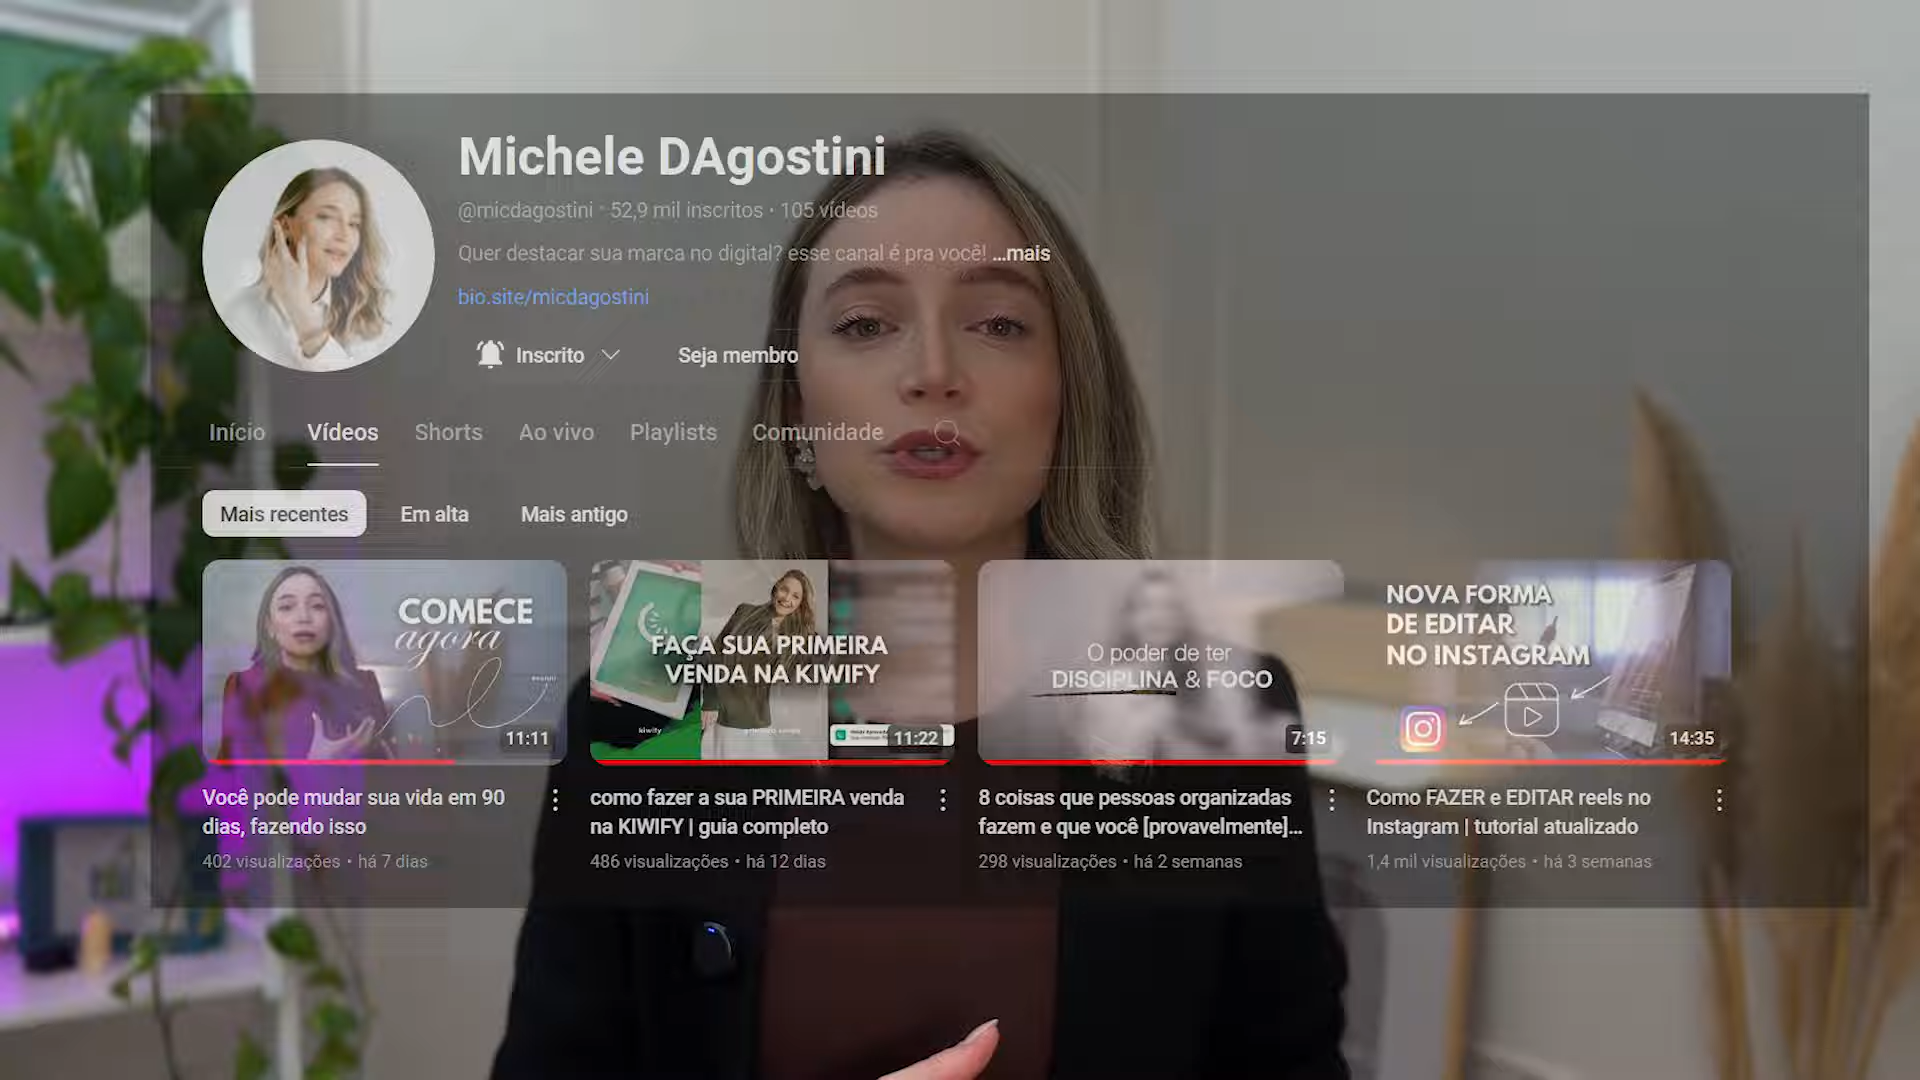 Michele DAgostini
@micdagostini · 52,9 mil inscritos · 105 vídeos
Quer destacar sua marca no digital? esse canal é pra você! ...mais
bio.site/micdagostini
Inscrito
Seja membro
Início Vídeos Shorts Ao vivo Playlists Comunidade
Mais recentes Em alta Mais antigo
COMECE
agora
11:11
FAÇA SUA PRIMEIRA
VENDA NA KIWIFY
kiwify
11:22
O poder de ter
DISCIPLINA & FOCO
7:15
NOVA FORMA
DE EDITAR
NO INSTAGRAM
14:35
Você pode mudar sua vida em 90
dias, fazendo isso
402 visualizações • há 7 dias
como fazer a sua PRIMEIRA venda
na KIWIFY | guia completo
486 visualizações • há 12 dias
8 coisas que pessoas organizadas
fazem e que você [provavelmente]...
298 visualizações • há 2 semanas
Como FAZER e EDITAR reels no
Instagram | tutorial atualizado
1,4 mil visualizações • há 3 semanas